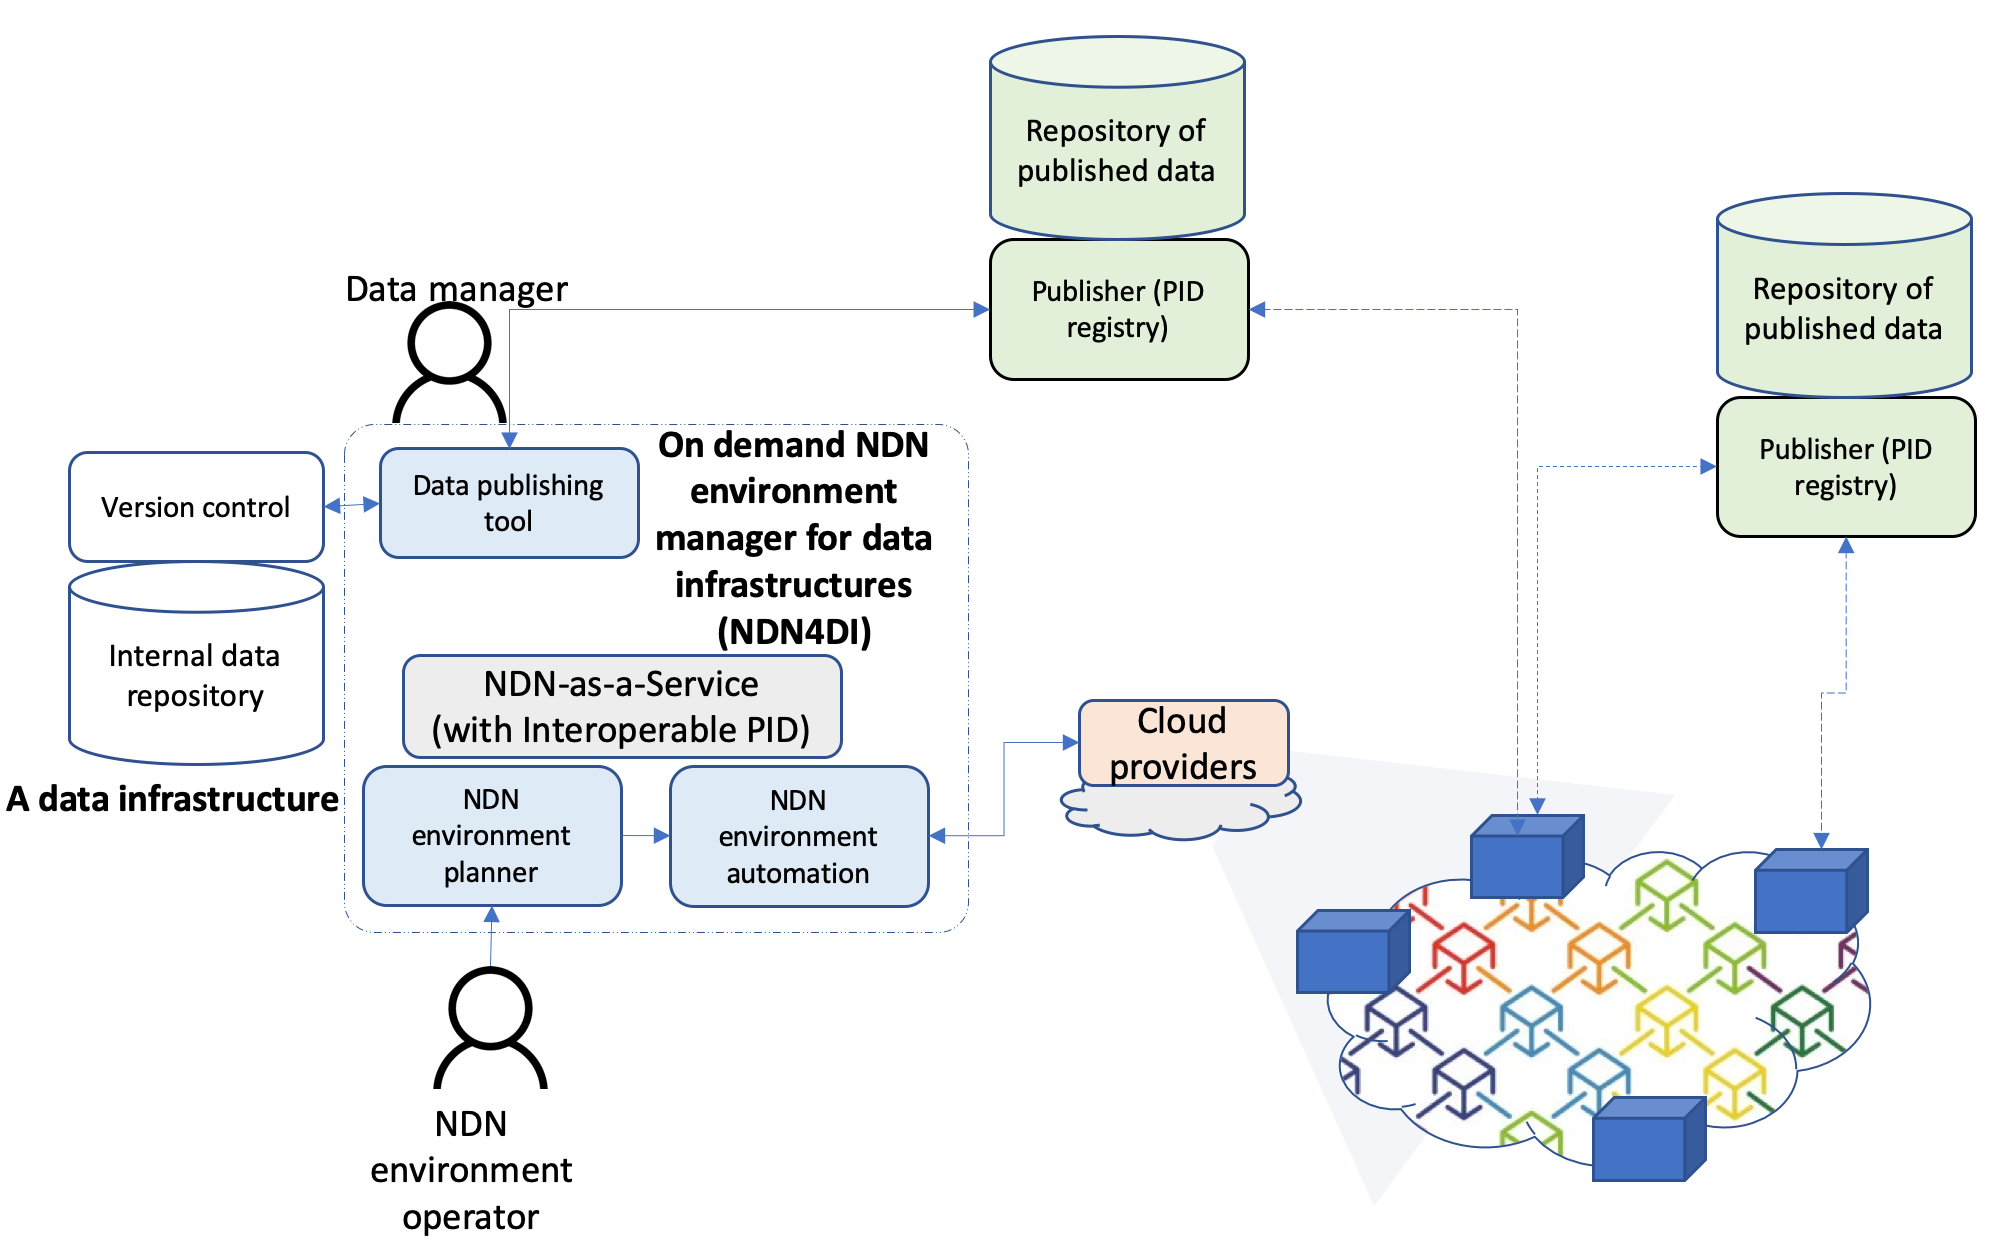 Repository of
published data
Publisher (PID
registry)
Repository of
published data
Publisher (PID
registry)
Data manager
Version control
Internal data
repository
A data infrastructure
Data publishing
tool
On demand NDN
environment
manager for data
infrastructures
(NDN4DI)
NDN-as-a-Service
(with Interoperable PID)
NDN
environment
planner
NDN
environment
automation
Cloud
providers
NDN
environment
operator